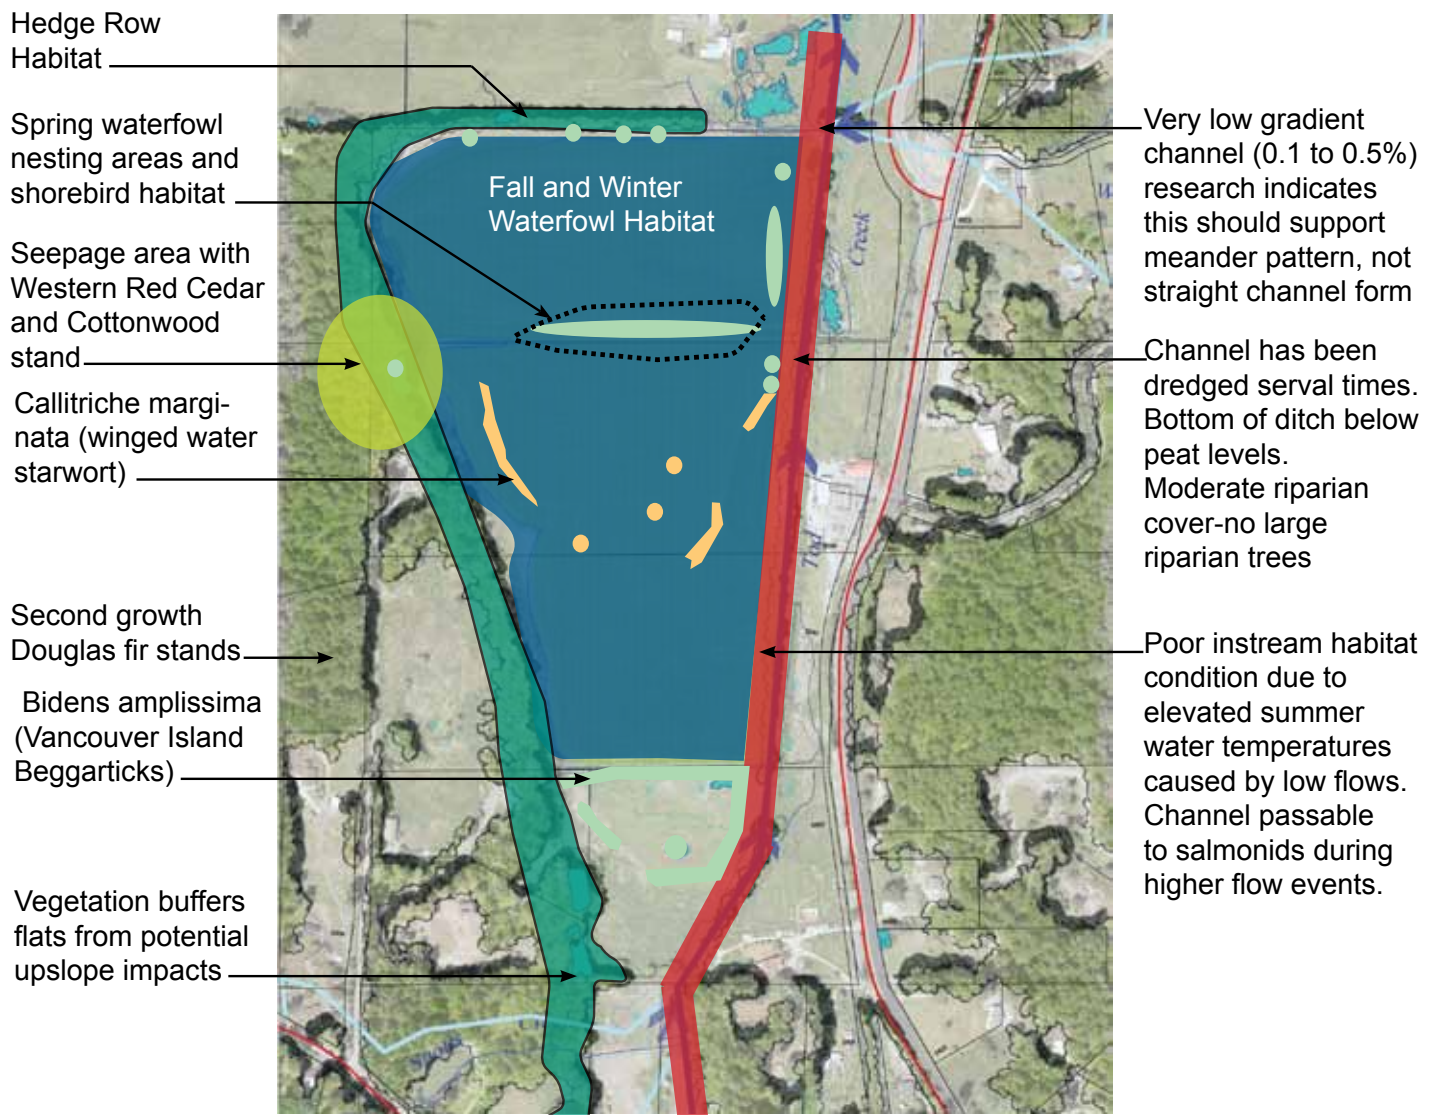 Hedge Row
Habitat
Spring waterfowl
nesting areas and
shorebird habitat
Seepage area with
Western Red Cedar
and Cottonwood
stand
Callitriche margi-
nata (winged water
starwort)
Second growth
Douglas fir stands
Bidens amplissima
(Vancouver Island
Beggarticks)
Vegetation buffers
flats from potential
upslope impacts
Fall and Winter
Waterfowl Habitat
Creek
Tod
Very low gradient
channel (0.1 to 0.5%)
research indicates
this should support
meander pattern, not
straight channel form
Channel has been
dredged serval times.
Bottom of ditch below
peat levels.
Moderate riparian
cover-no large
riparian trees
Poor instream habitat
condition due to
elevated summer
water temperatures
caused by low flows.
Channel passable
to salmonids during
higher flow events.